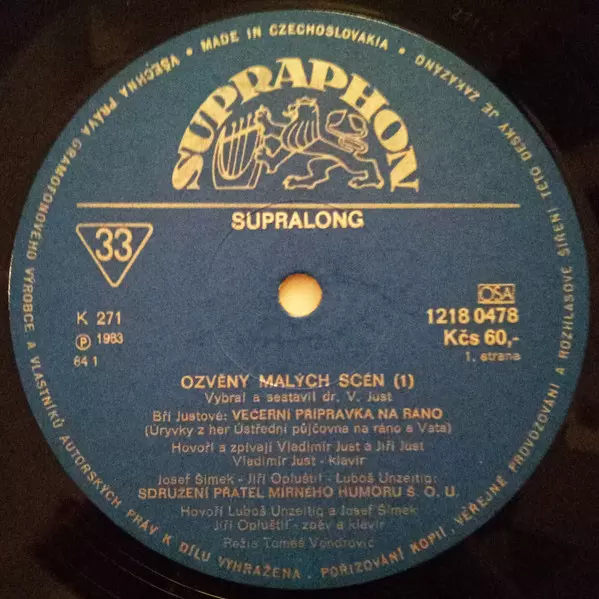 VŠECHNA PRÁVA GRAMOFONOVÉHO VÝROBCE A VLASTNÍKŮ AUTORSKÝCH PRÁV K DÍLU VYHRAŽENA . POŘIZOVÁNÍ KOPIÍ, VEŘEJNÉ PROVOZOVÁNÍ A ROZHLASOVÉ ŠÍŘENÍ TÉTO DESKY JE ZAKÁZÁNO • MADE IN CZECHOSLOVAKIA •
SUPRAPHON
SUPRALONG
33
OSA
K 271
1218 0478
℗ 1983
Kčs 60,-
84 1
1. strana
OZVĚNY MALÝCH SCÉN (1)
Vybral a sestavil dr. V. Just
Bří Justové: VEČERNÍ PŘÍPRAVKA NA RÁNO
(Úryvky z her Ústřední půjčovna na ráno a Vata)
Hovoří a zpívají Vladimír Just a Jiří Just
Vladimír Just - klavír
Josef Šimek - Jiří Opluštil - Luboš Unzeitig:
SDRUŽENÍ PŘÁTEL MÍRNÉHO HUMORU S. O. U.
Hovoří Luboš Unzeitig a Josef Šimek
Jiří Opluštil - zpěv a klavír
Režie Tomáš Vondrovic